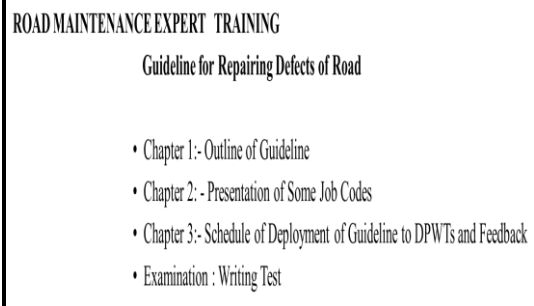 ROAD MAINTENANCE EXPERT TRAINING
Guideline for Repairing Defects of Road
• Chapter 1:- Outline of Guideline
• Chapter 2: - Presentation of Some Job Codes
• Chapter 3:- Schedule of Deployment of Guideline to DPWTs and Feedback
• Examination : Writing Test